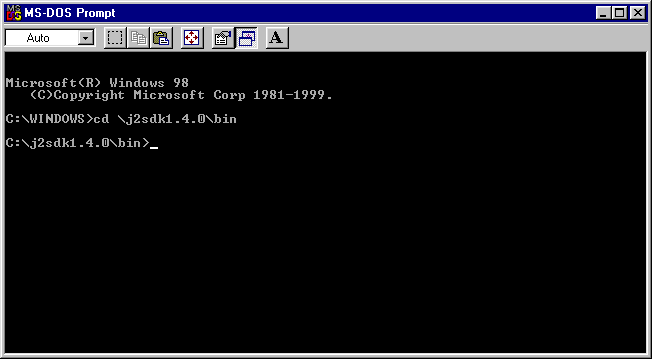 MS-DOS Prompt
Auto
A
Microsoft(R) Windows 98
(C)Copyright Microsoft Corp 1981-1999.
C:\WINDOWS>cd \j2sdk1.4.0\bin
C:\j2sdk1.4.0\bin>